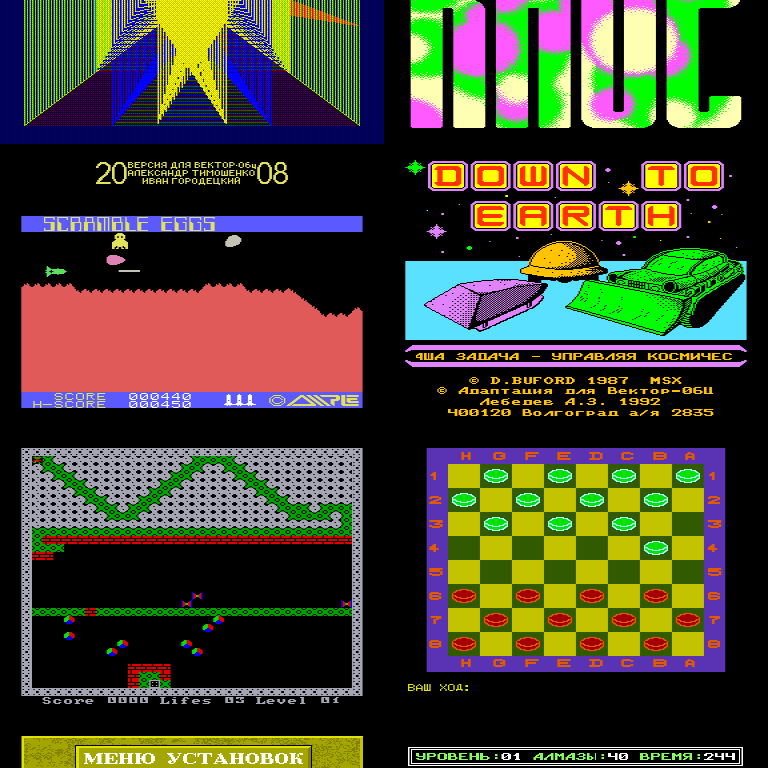 20 ВЕРСИЯ ДЛЯ ВЕКТОР-06ц 08
АЛЕКСАНДР ТИМОШЕНКО
ИВАН ГОРОДЕЦКИЙ
SCRAMBLE EGGS
SCORE 000440
H-SCORE 000450
© AMPLE
DOWN TO
EARTH
АША ЗАДАЧА - УПРАВЛЯЯ КОСМИЧЕС
© D.BUFORD 1987 MSX
© Адаптация для Вектор-06Ц
Лебедев А.З. 1992
400120 Волгоград а/я 2835
Score 0000 Lifes 03 Level 01
H G F E D C B A
1 1
2 2
3 3
4 4
5 5
6 6
7 7
8 8
H G F E D C B A
ВАШ ХОД:
МЕНЮ УСТАНОВОК
УРОВЕНЬ:01 АЛМАЗЫ:40 ВРЕМЯ:244